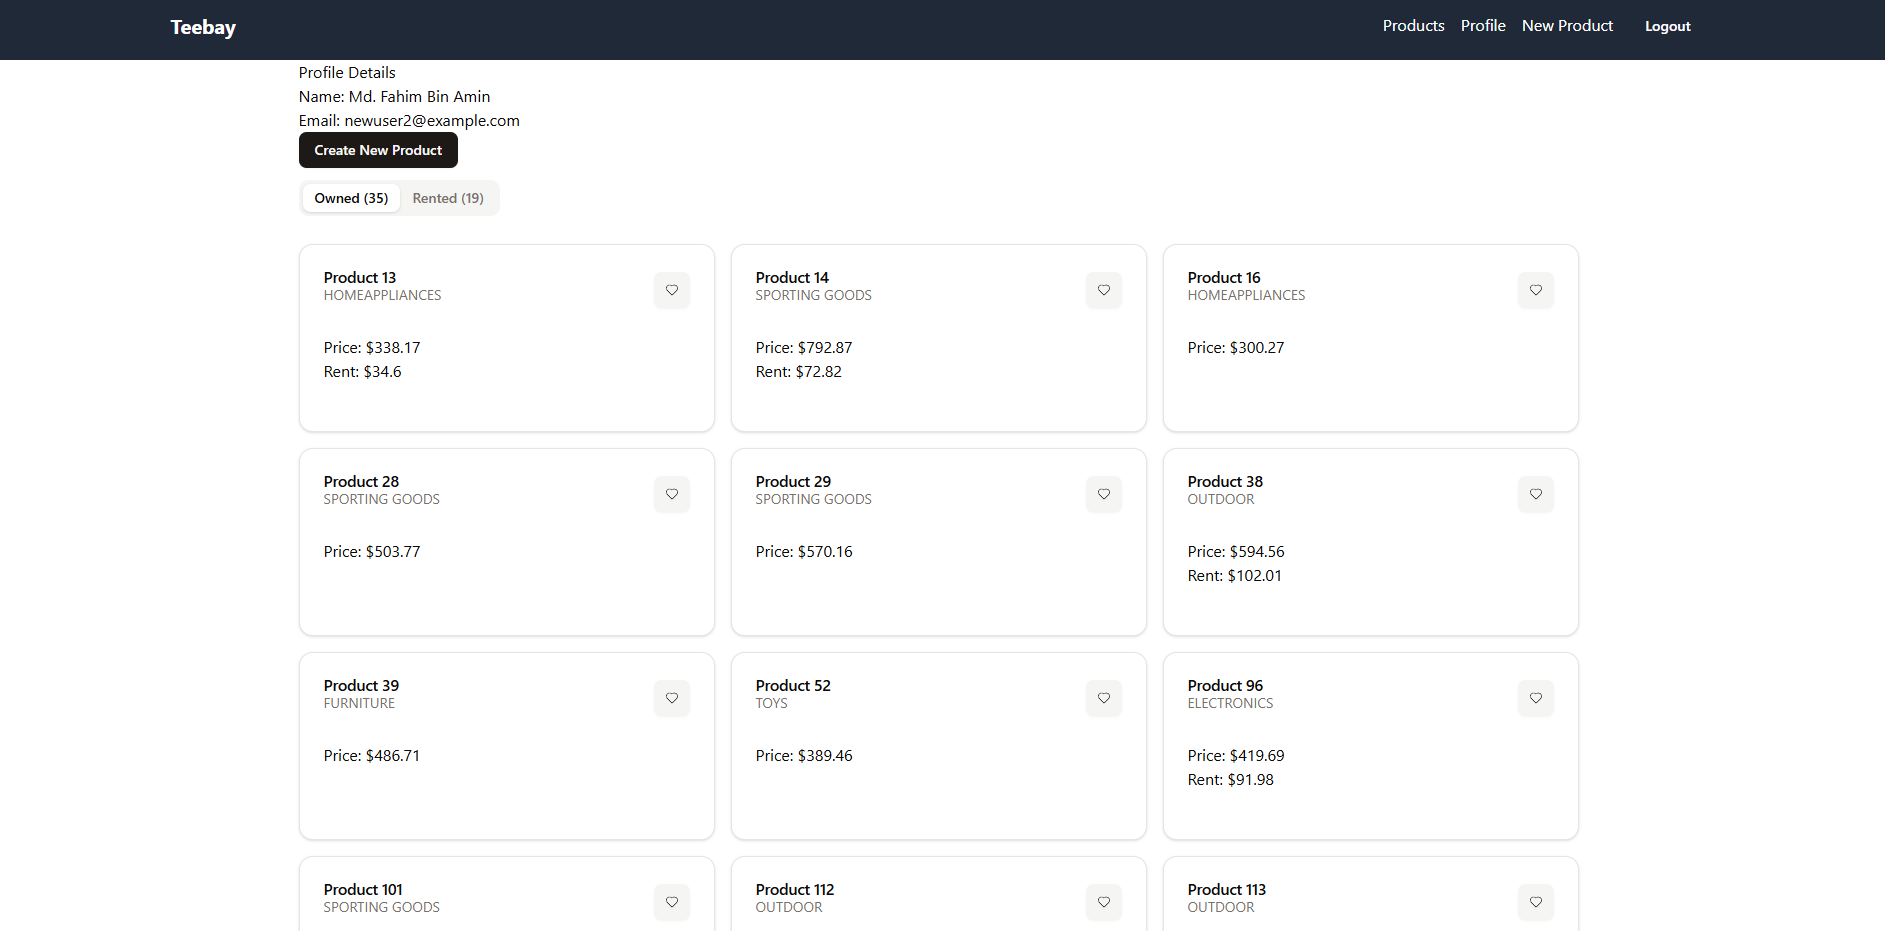 Teebay
Products Profile New Product Logout
Profile Details
Name: Md. Fahim Bin Amin
Email: newuser2@example.com
Create New Product
Owned (35) Rented (19)
Product 13
HOMEAPPLIANCES
Price: $338.17
Rent: $34.6
Product 14
SPORTING GOODS
Price: $792.87
Rent: $72.82
Product 16
HOMEAPPLIANCES
Price: $300.27
Product 28
SPORTING GOODS
Price: $503.77
Product 29
SPORTING GOODS
Price: $570.16
Product 38
OUTDOOR
Price: $594.56
Rent: $102.01
Product 39
FURNITURE
Price: $486.71
Product 52
TOYS
Price: $389.46
Product 96
ELECTRONICS
Price: $419.69
Rent: $91.98
Product 101
SPORTING GOODS
Product 112
OUTDOOR
Product 113
OUTDOOR